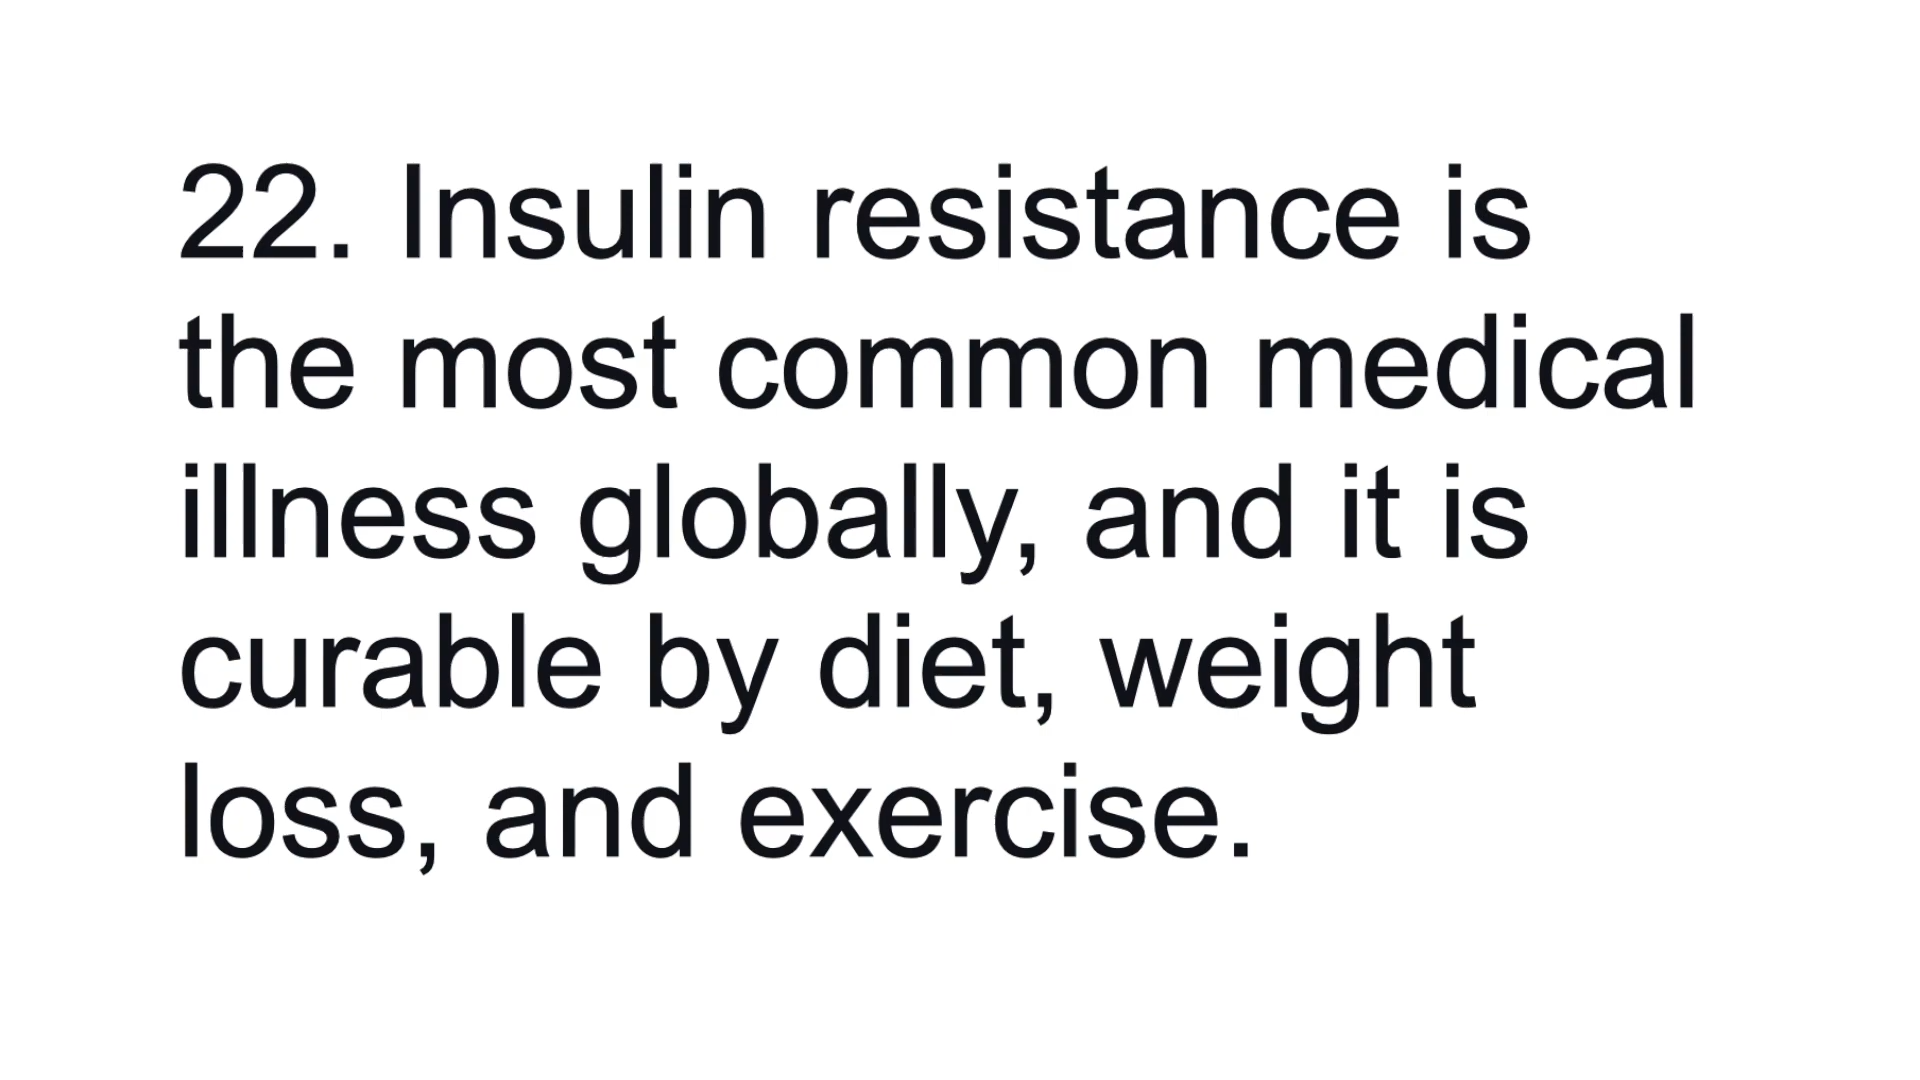 22. Insulin resistance is
the most common medical
illness globally, and it is
curable by diet, weight
loss, and exercise.